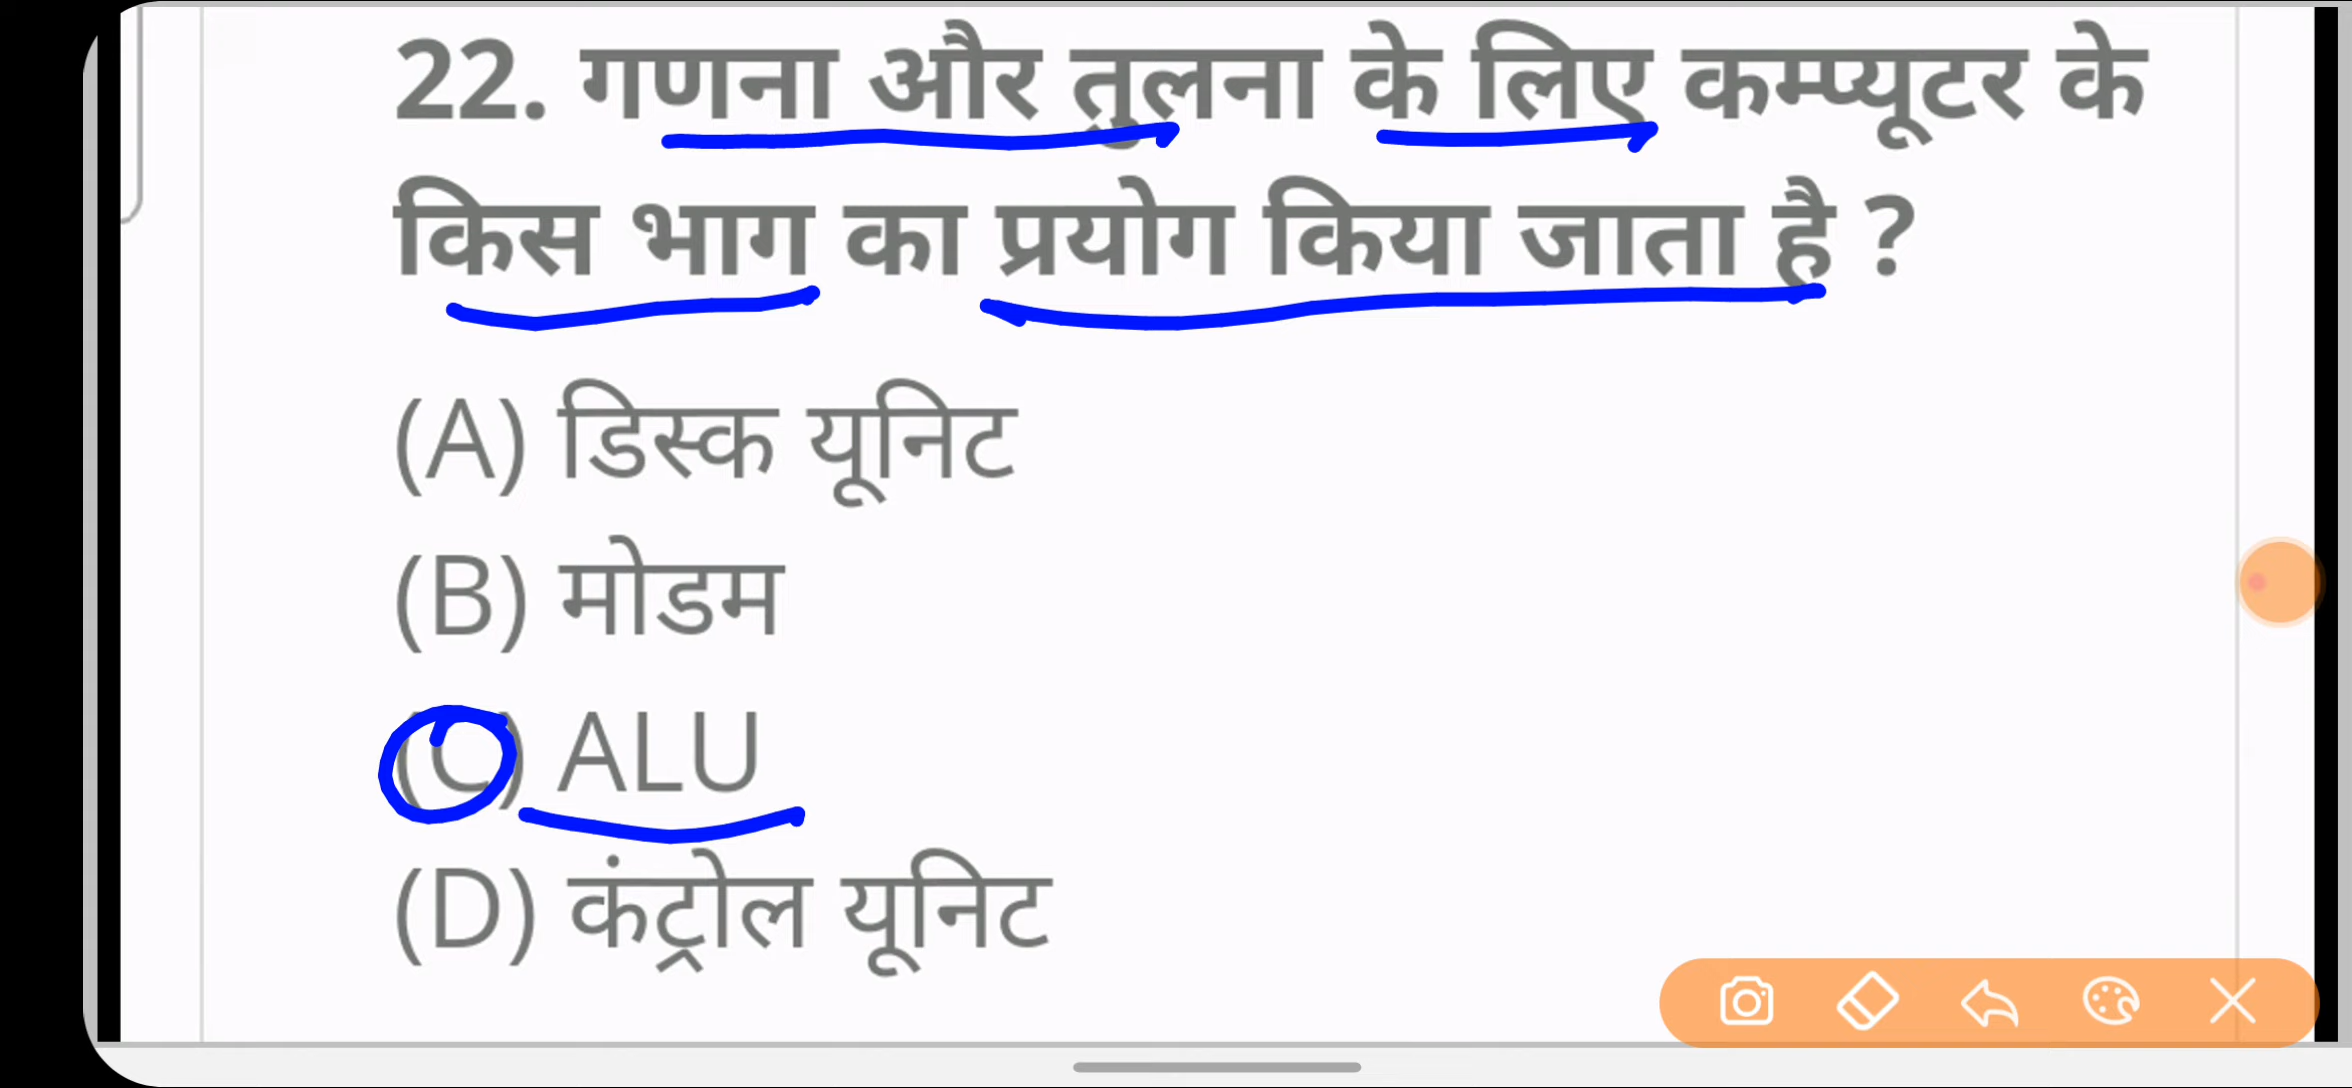 22. गणना और तुलना के लिए कम्प्यूटर के
किस भाग का प्रयोग किया जाता है ?
(A) डिस्क यूनिट
(B) मोडम
(C) ALU
(D) कंट्रोल यूनिट